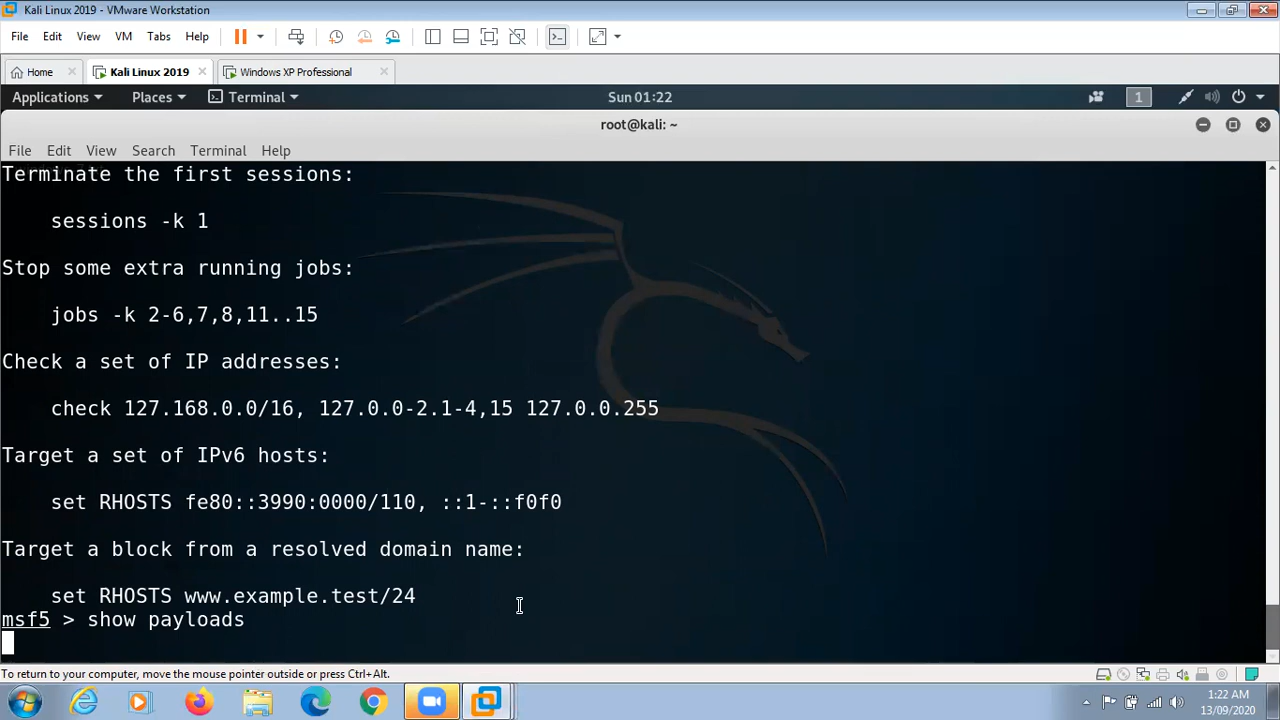 Kali Linux 2019 - VMware Workstation
File Edit View VM Tabs Help
Home Kali Linux 2019 Windows XP Professional
Applications Places Terminal Sun 01:22 1
root@kali: ~
File Edit View Search Terminal Help
Terminate the first sessions:
sessions -k 1
Stop some extra running jobs:
jobs -k 2-6,7,8,11..15
Check a set of IP addresses:
check 127.168.0.0/16, 127.0.0-2.1-4,15 127.0.0.255
Target a set of IPv6 hosts:
set RHOSTS fe80::3990:0000/110, ::1-::f0f0
Target a block from a resolved domain name:
set RHOSTS www.example.test/24
msf5 > show payloads
To return to your computer, move the mouse pointer outside or press Ctrl+Alt.
1:22 AM
13/09/2020